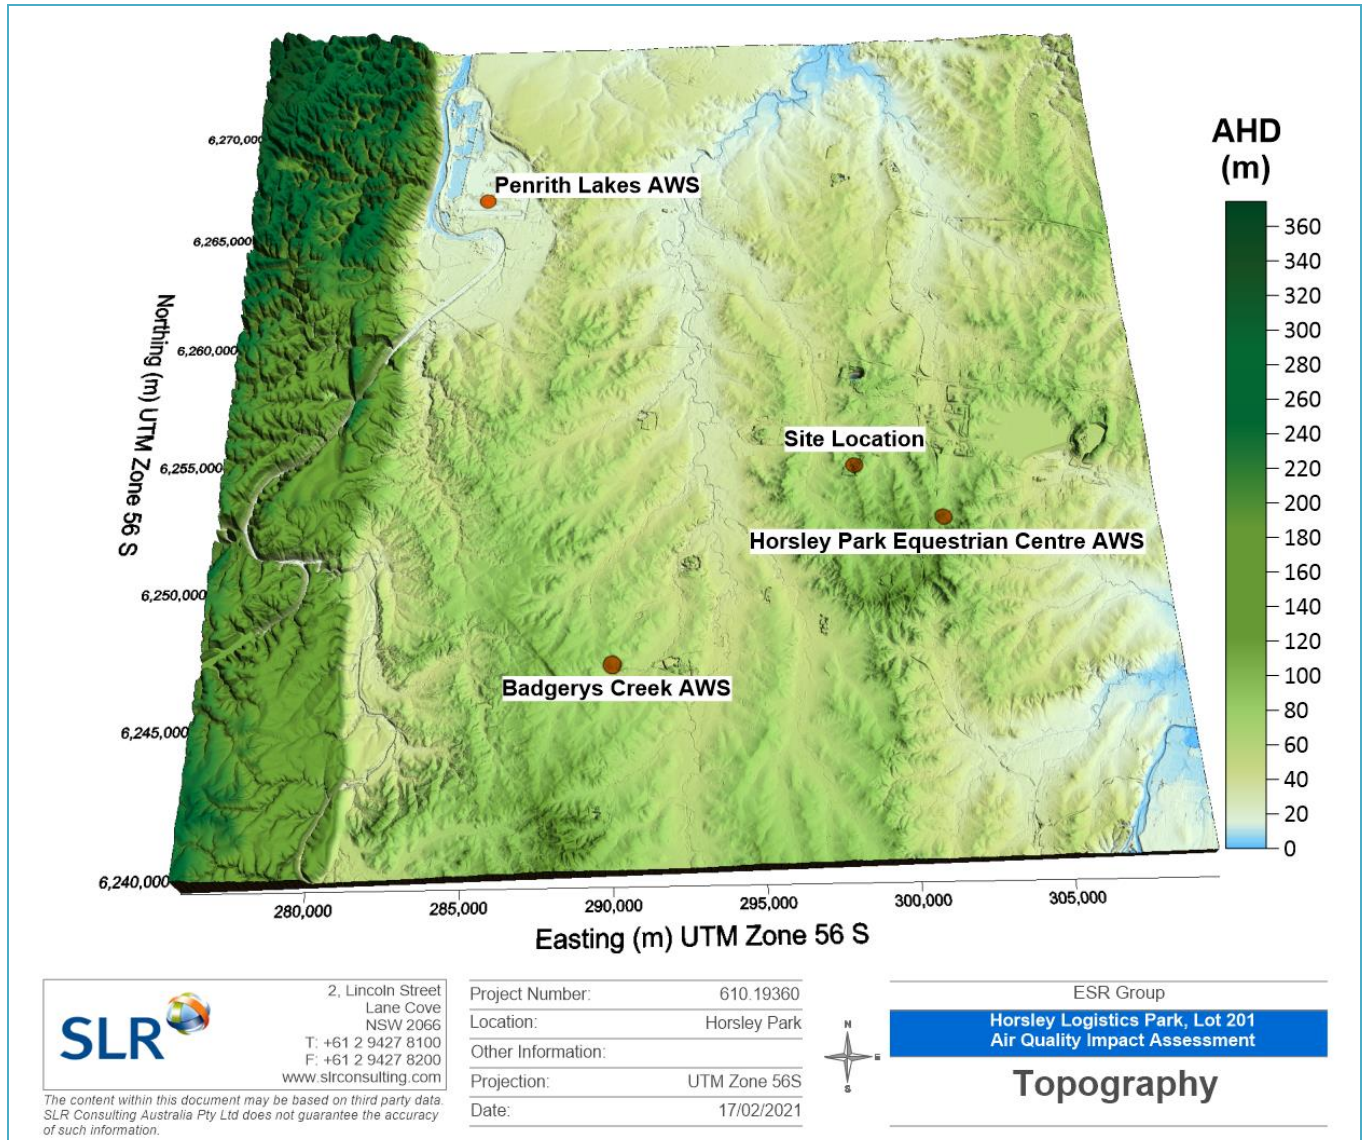 AHD
(m)
360
340
320
300
280
260
240
220
200
180
160
140
120
100
80
60
40
20
0
Penrith Lakes AWS
Site Location
Horsley Park Equestrian Centre AWS
Badgerys Creek AWS
6,270,000
6,265,000
6,260,000
6,255,000
6,250,000
6,245,000
6,240,000
Northing (m) UTM Zone 56 S
280,000
285,000
290,000
295,000
300,000
305,000
Easting (m) UTM Zone 56 S
SLR
2, Lincoln Street
Lane Cove
NSW 2066
T: +61 2 9427 8100
F: +61 2 9427 8200
www.slrconsulting.com
The content within this document may be based on third party data.
SLR Consulting Australia Pty Ltd does not guarantee the accuracy
of such information.
Project Number: 610.19360
Location: Horsley Park
Other Information:
Projection: UTM Zone 56S
Date: 17/02/2021
N
E
S
ESR Group
Horsley Logistics Park, Lot 201
Air Quality Impact Assessment
Topography